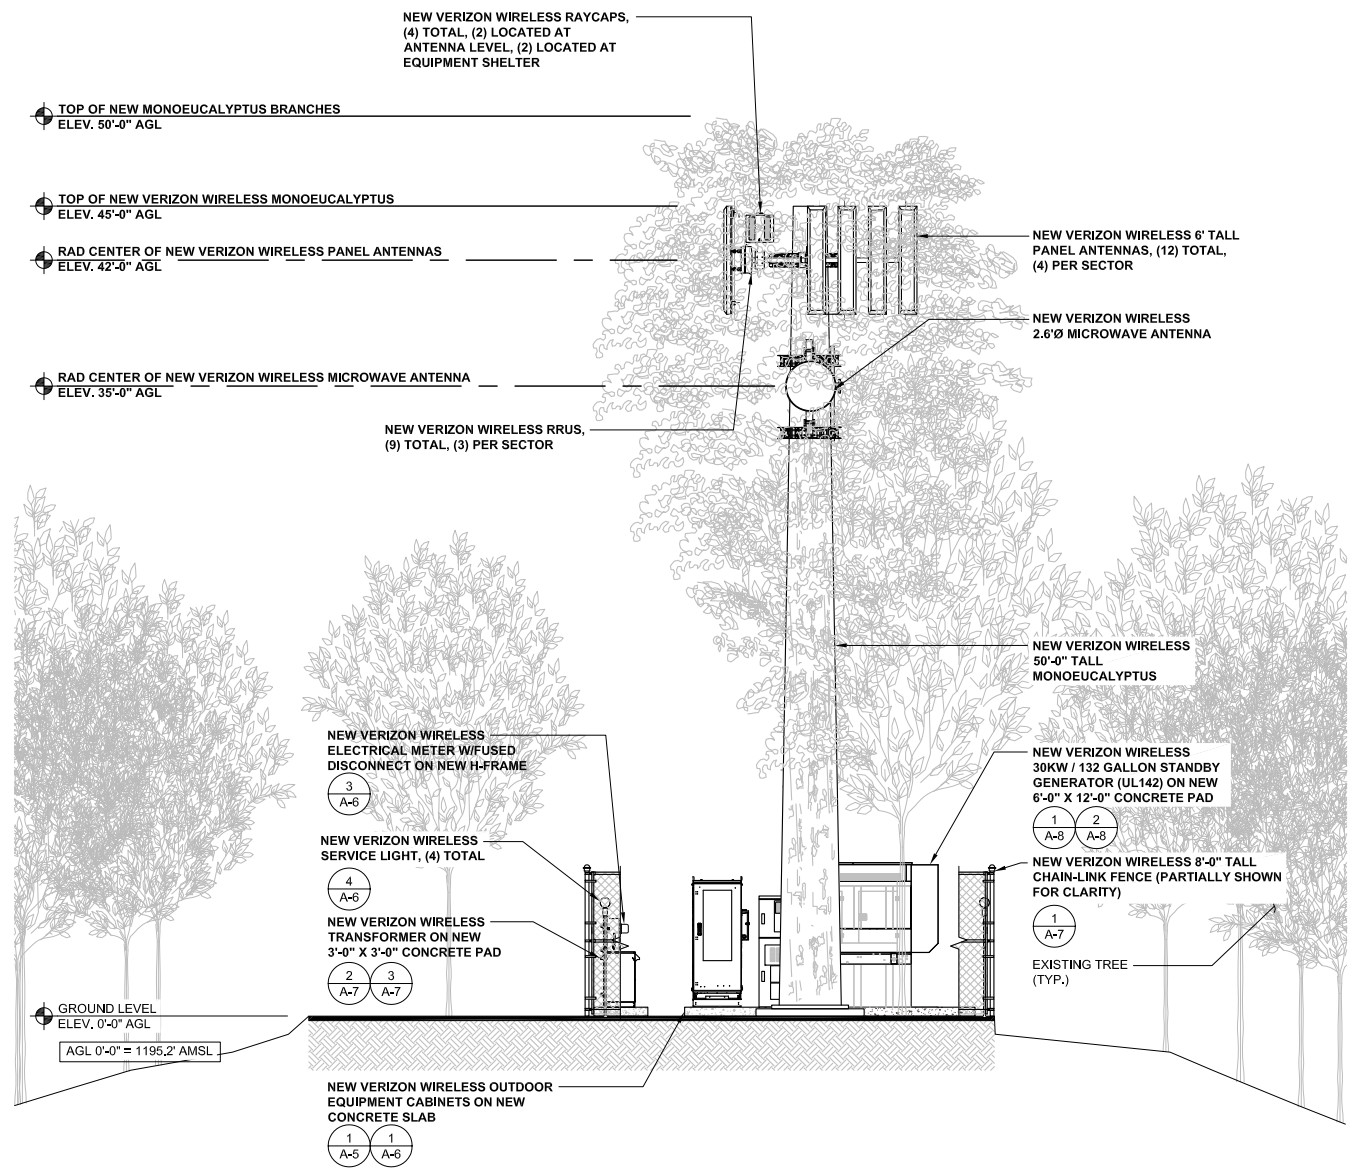 NEW VERIZON WIRELESS RAYCAPS,
(4) TOTAL, (2) LOCATED AT
ANTENNA LEVEL, (2) LOCATED AT
EQUIPMENT SHELTER
TOP OF NEW MONOEUCALYPTUS BRANCHES
ELEV. 50'-0" AGL
TOP OF NEW VERIZON WIRELESS MONOEUCALYPTUS
ELEV. 45'-0" AGL
RAD CENTER OF NEW VERIZON WIRELESS PANEL ANTENNAS
ELEV. 42'-0" AGL
NEW VERIZON WIRELESS 6' TALL
PANEL ANTENNAS, (12) TOTAL,
(4) PER SECTOR
NEW VERIZON WIRELESS
2.6'Ø MICROWAVE ANTENNA
RAD CENTER OF NEW VERIZON WIRELESS MICROWAVE ANTENNA
ELEV. 35'-0" AGL
NEW VERIZON WIRELESS RRUS,
(9) TOTAL, (3) PER SECTOR
NEW VERIZON WIRELESS
50'-0" TALL
MONOEUCALYPTUS
NEW VERIZON WIRELESS
ELECTRICAL METER W/FUSED
DISCONNECT ON NEW H-FRAME
3
A-6
NEW VERIZON WIRELESS
30KW / 132 GALLON STANDBY
GENERATOR (UL142) ON NEW
6'-0" X 12'-0" CONCRETE PAD
1 2
A-8 A-8
NEW VERIZON WIRELESS
SERVICE LIGHT, (4) TOTAL
4
A-6
NEW VERIZON WIRELESS 8'-0" TALL
CHAIN-LINK FENCE (PARTIALLY SHOWN
FOR CLARITY)
1
A-7
NEW VERIZON WIRELESS
TRANSFORMER ON NEW
3'-0" X 3'-0" CONCRETE PAD
2 3
A-7 A-7
EXISTING TREE
(TYP.)
GROUND LEVEL
ELEV. 0'-0" AGL
AGL 0'-0" = 1195.2' AMSL
NEW VERIZON WIRELESS OUTDOOR
EQUIPMENT CABINETS ON NEW
CONCRETE SLAB
1 1
A-5 A-6